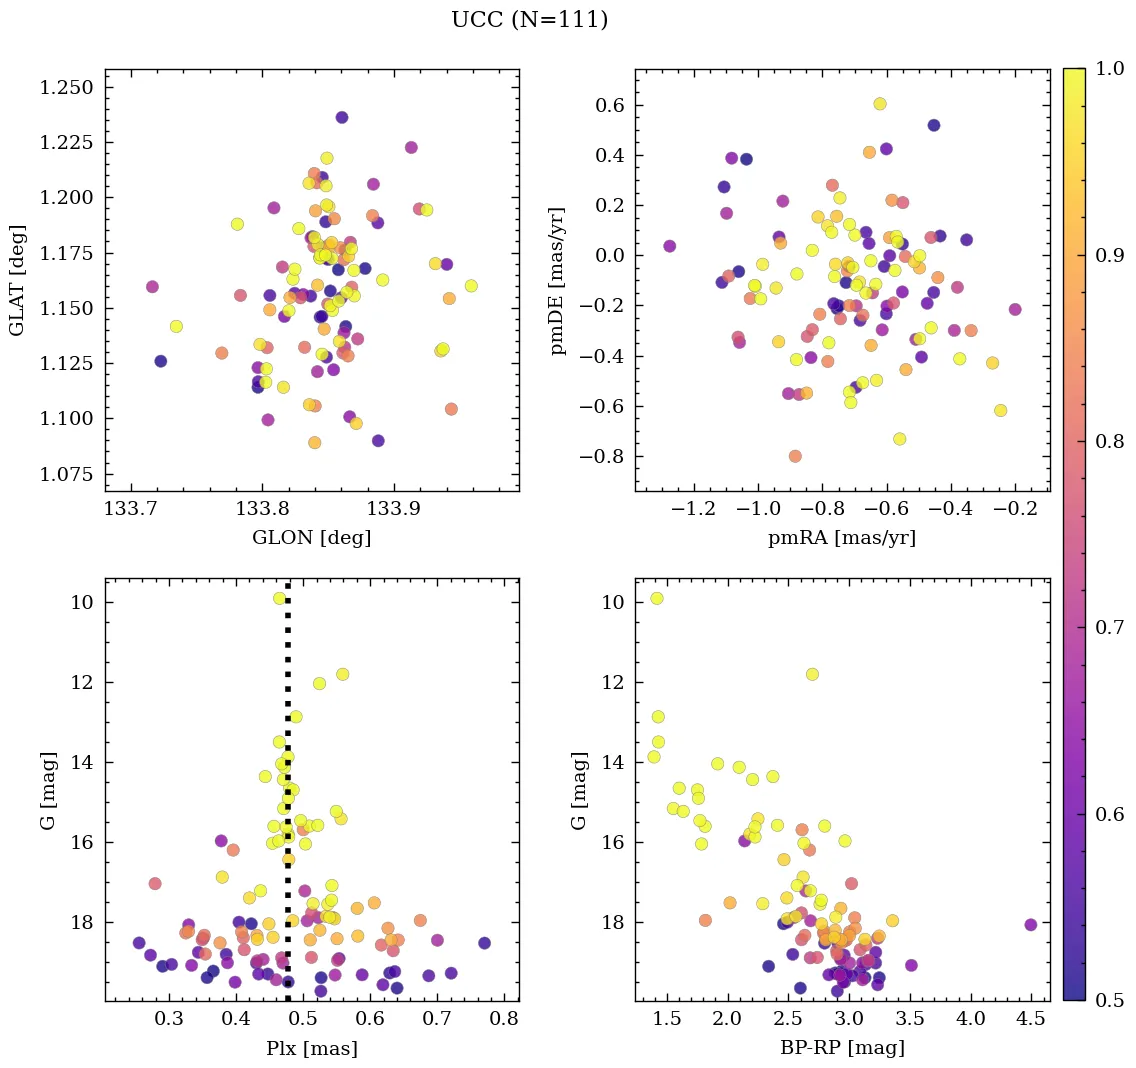 UCC (N=111)
1.250
1.225
1.200
1.175
1.150
1.125
1.100
1.075
GLAT [deg]
133.7 133.8 133.9
GLON [deg]
0.6
0.4
0.2
0.0
−0.2
−0.4
−0.6
−0.8
pmDE [mas/yr]
−1.2 −1.0 −0.8 −0.6 −0.4 −0.2
pmRA [mas/yr]
10
12
14
16
18
G [mag]
0.3 0.4 0.5 0.6 0.7 0.8
Plx [mas]
10
12
14
16
18
G [mag]
1.5 2.0 2.5 3.0 3.5 4.0 4.5
BP-RP [mag]
1.0
0.9
0.8
0.7
0.6
0.5